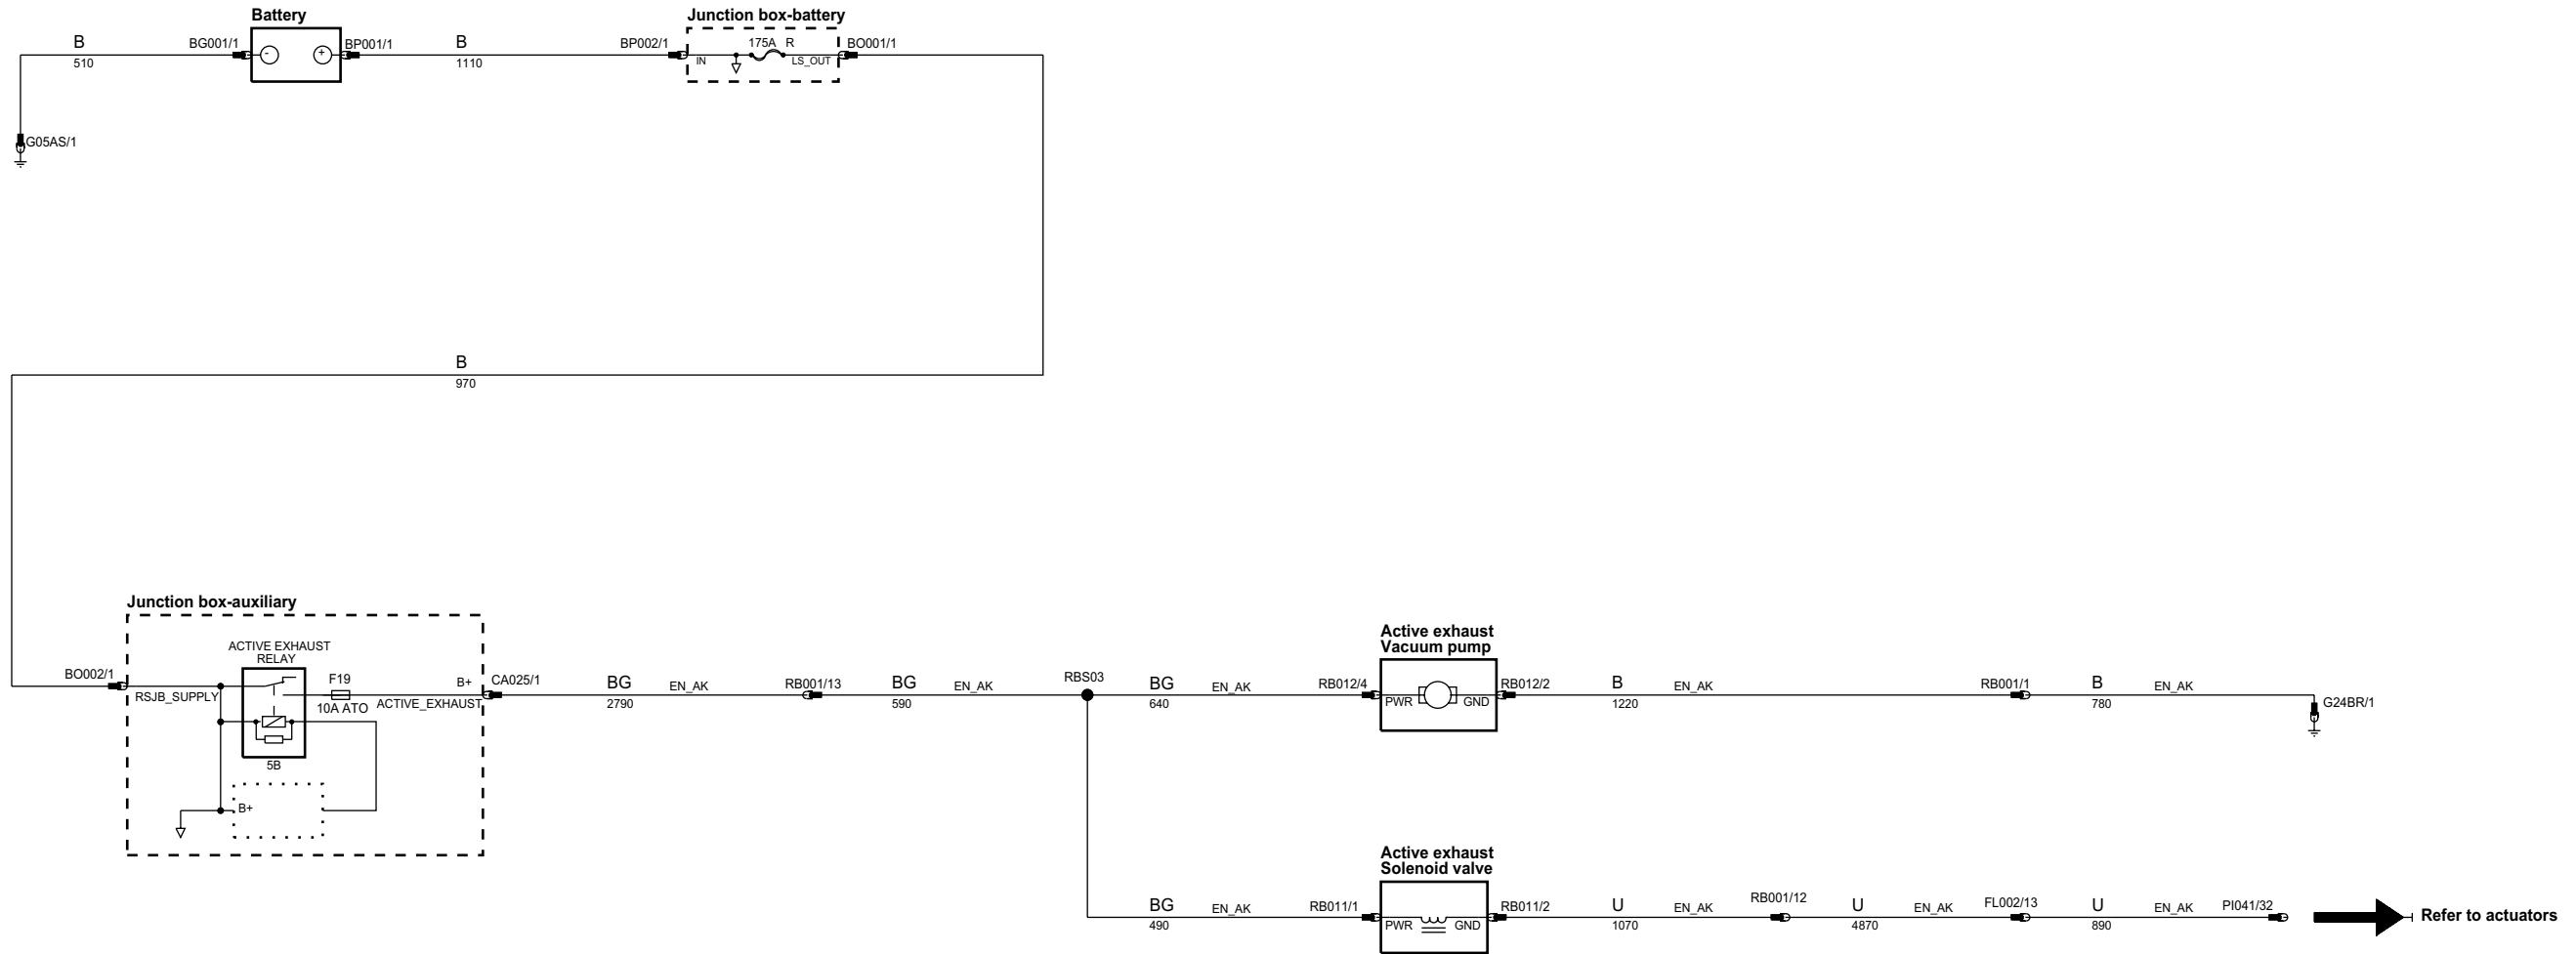 Battery
Junction box-battery
B
BG001/1
-
+
BP001/1
B
BP002/1
175A R
BO001/1
510
1110
IN
LS_OUT
G05AS/1
B
970
Junction box-auxiliary
ACTIVE EXHAUST
RELAY
BO002/1
RSJB_SUPPLY
F19
10A ATO
B+
ACTIVE_EXHAUST
CA025/1
5B
B+
BG
EN_AK
2790
RB001/13
BG
EN_AK
590
RBS03
BG
EN_AK
640
RB012/4
Active exhaust
Vacuum pump
PWR
GND
RB012/2
B
EN_AK
1220
RB001/1
B
EN_AK
780
G24BR/1
BG
EN_AK
490
RB011/1
Active exhaust
Solenoid valve
PWR
GND
RB011/2
U
EN_AK
1070
RB001/12
U
EN_AK
4870
FL002/13
U
EN_AK
890
PI041/32
Refer to actuators